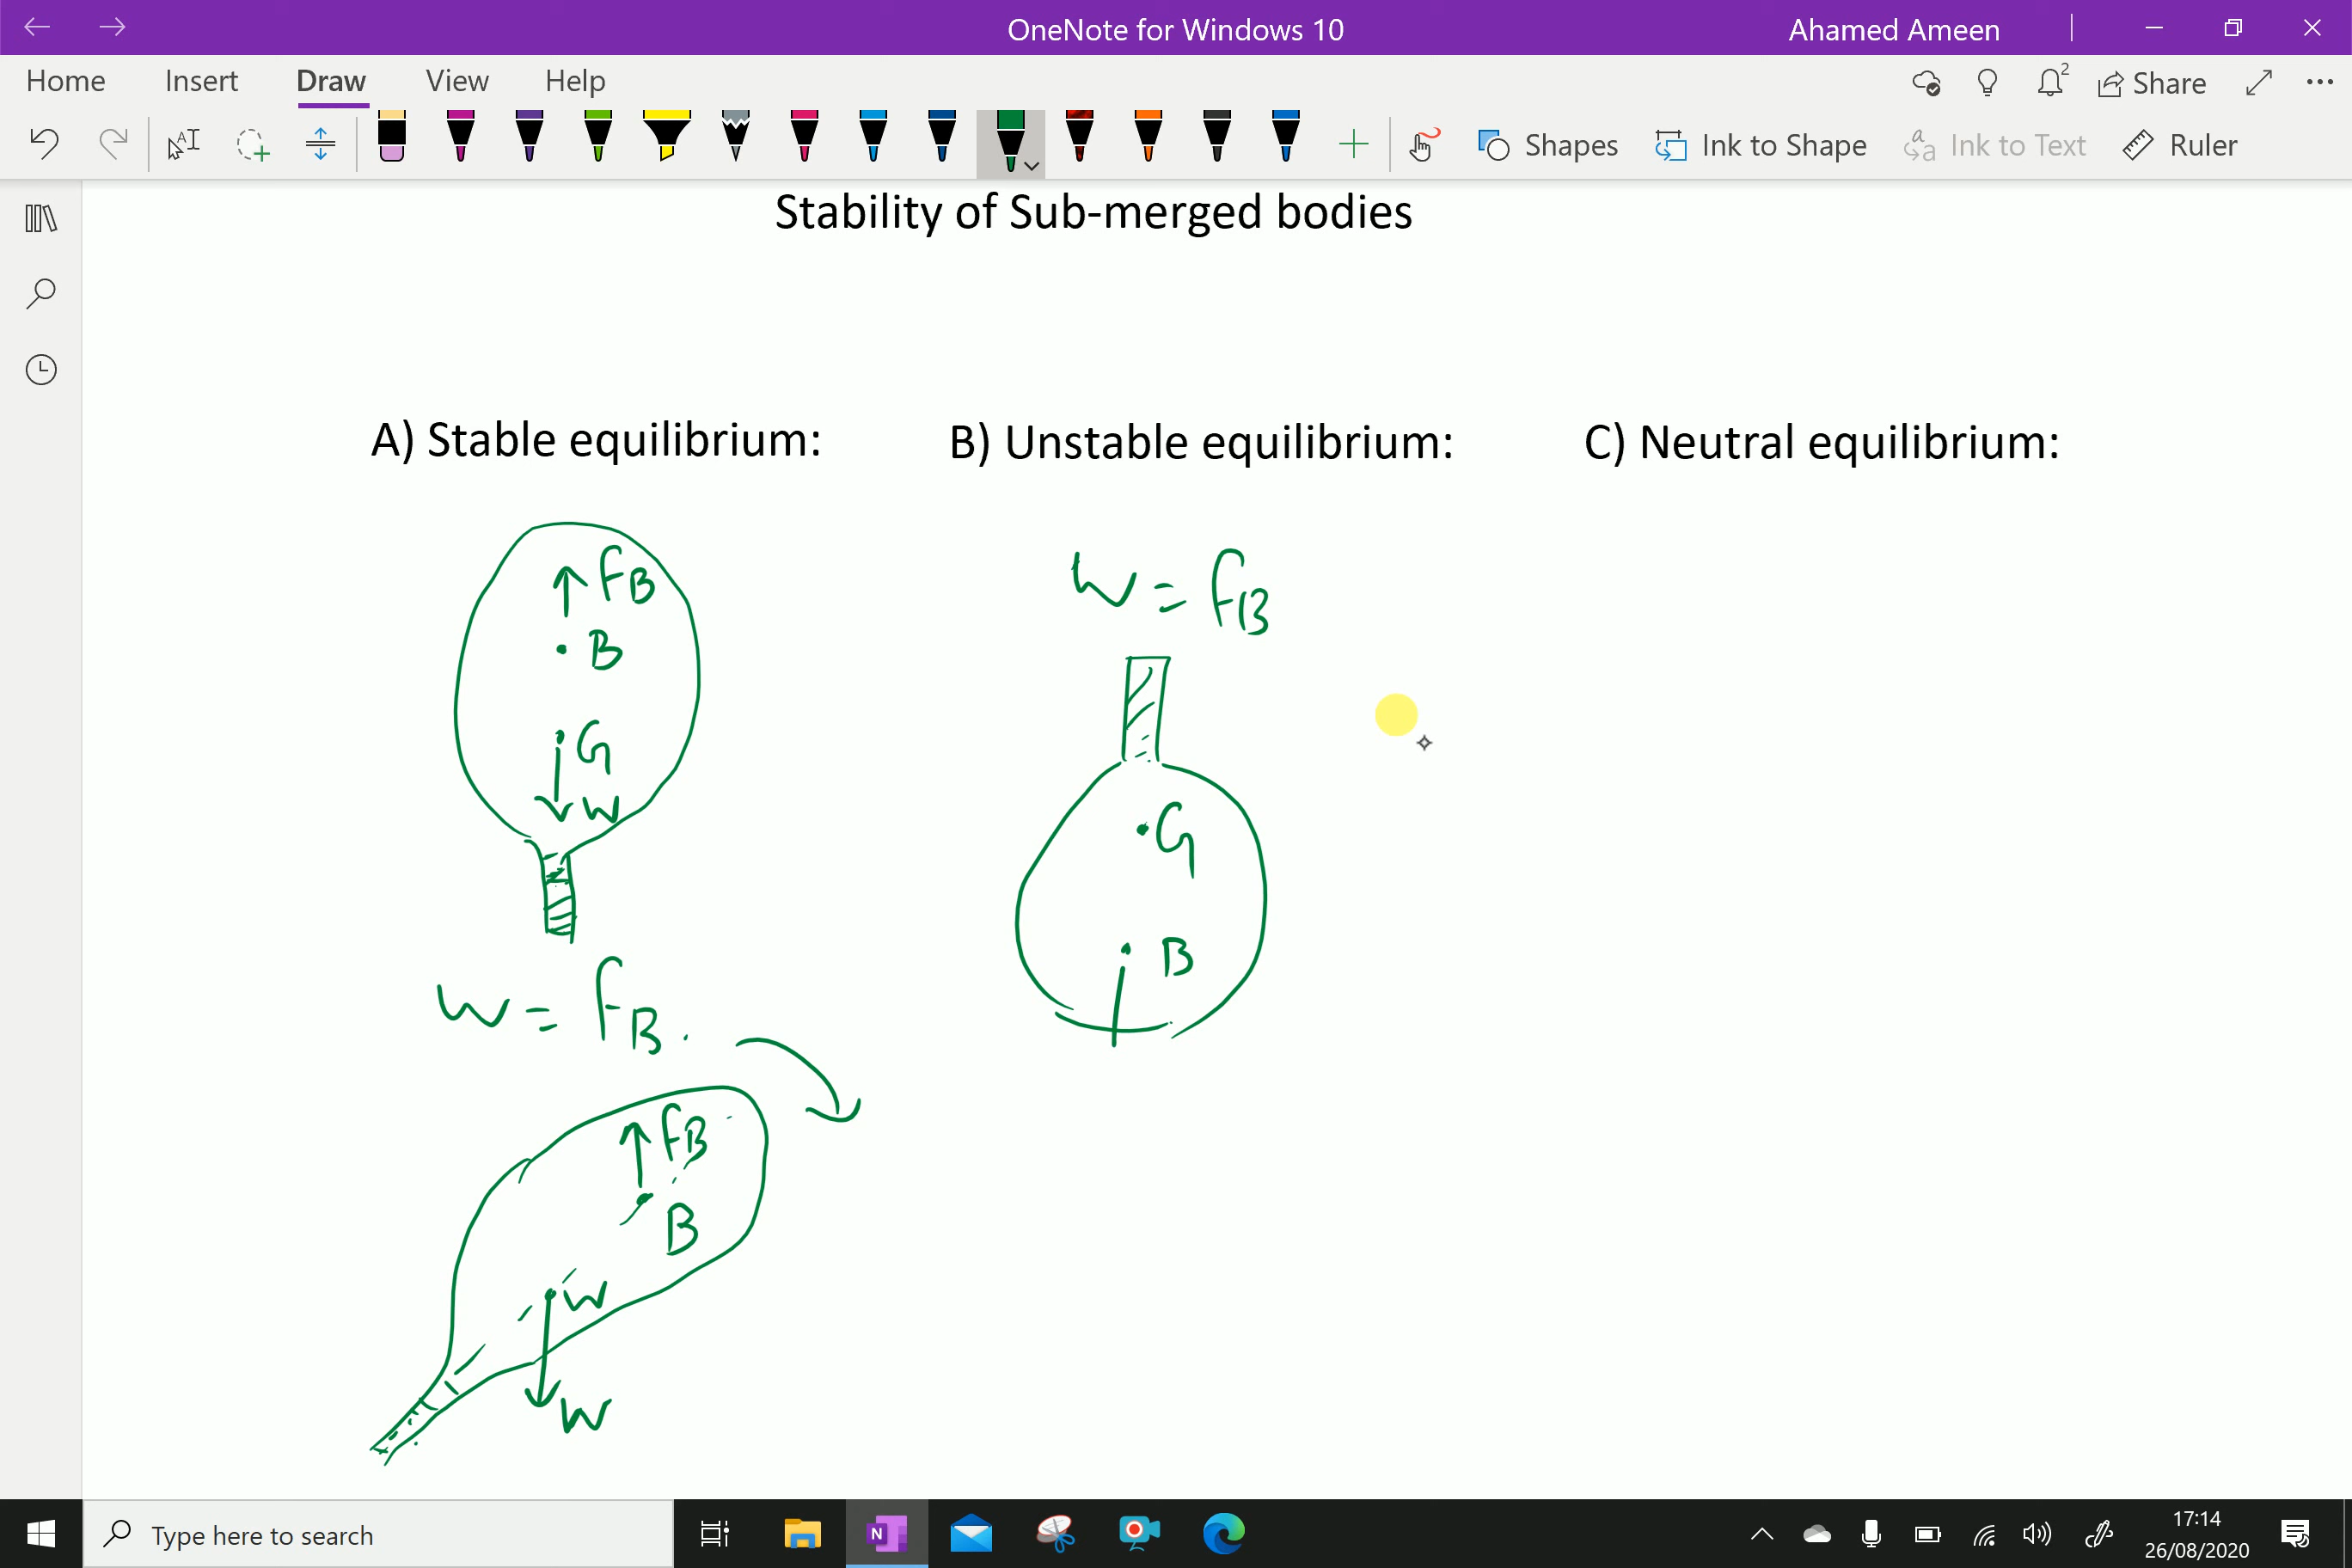 OneNote for Windows 10
Ahamed Ameen
Home Insert Draw View Help
2 Share
Shapes Ink to Shape Ink to Text Ruler
Stability of Sub-merged bodies
A) Stable equilibrium:
B) Unstable equilibrium:
C) Neutral equilibrium:
FB
B
G
W
W = FB.
FB
B
W
W
W = FB
G
B
Type here to search
N
17:14
26/08/2020